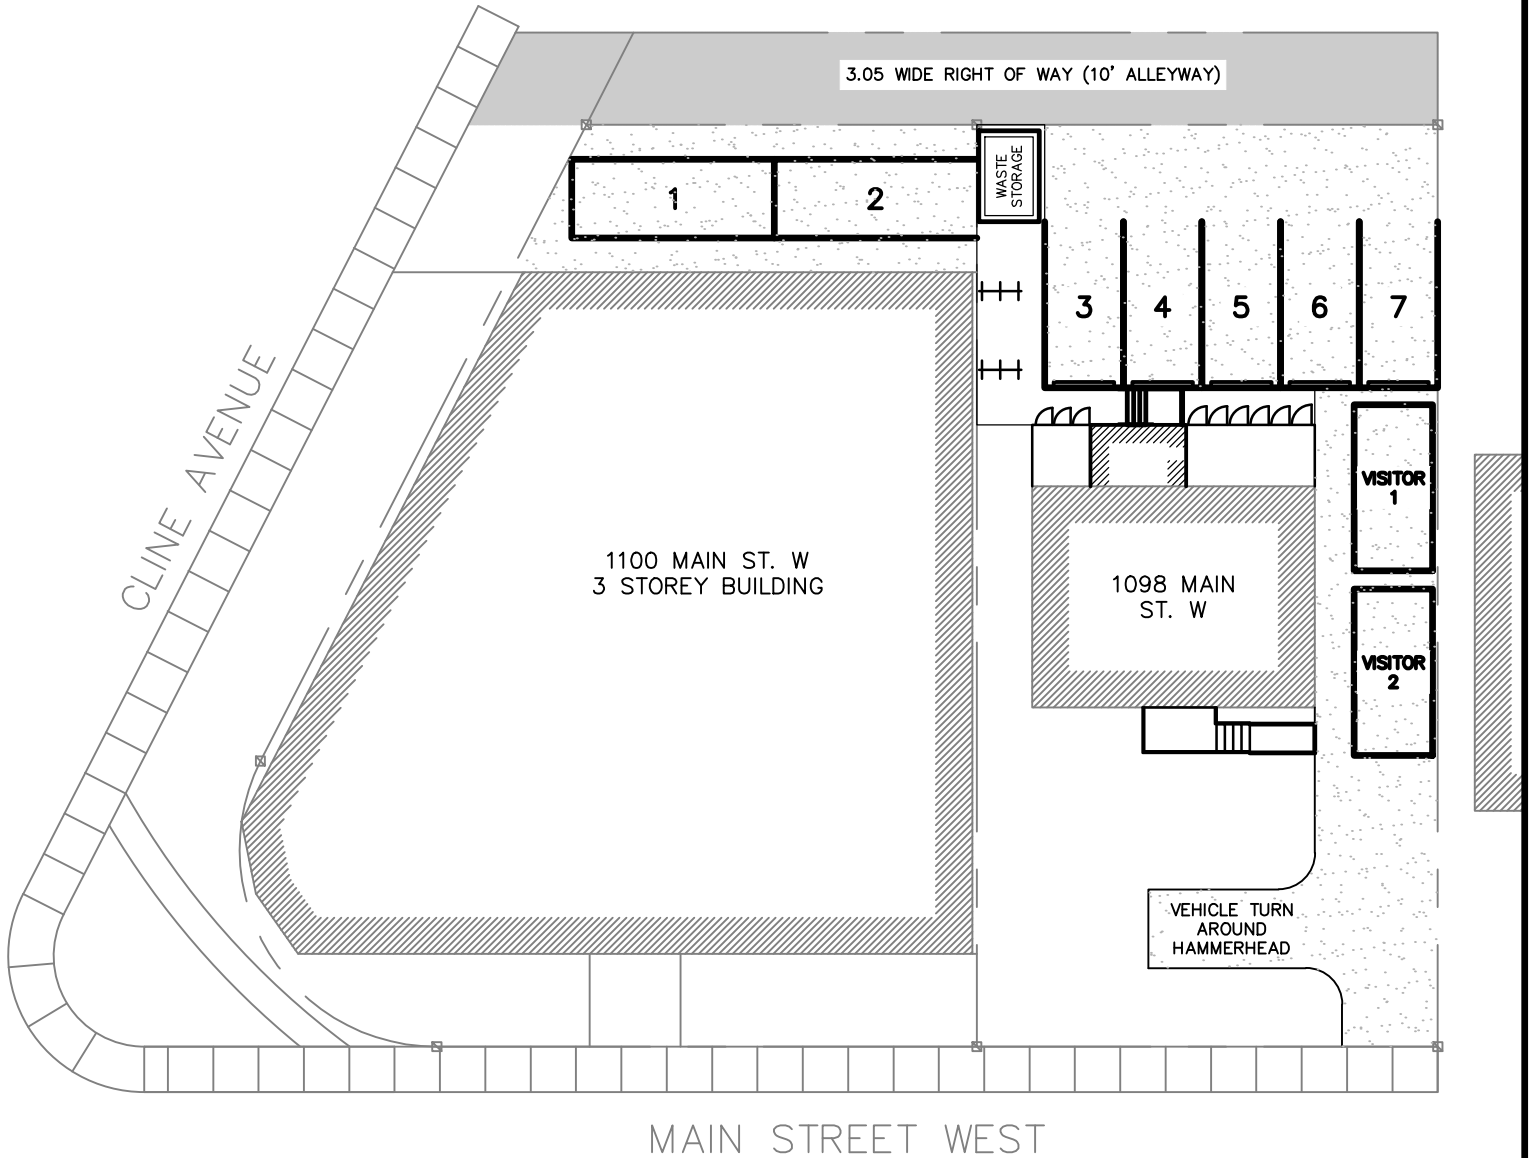 3.05 WIDE RIGHT OF WAY (10' ALLEYWAY)
WASTE
STORAGE
1
2
3
4
5
6
7
CLINE AVENUE
VISITOR
1
1100 MAIN ST. W
3 STOREY BUILDING
1098 MAIN
ST. W
VISITOR
2
VEHICLE TURN
AROUND
HAMMERHEAD
MAIN STREET WEST